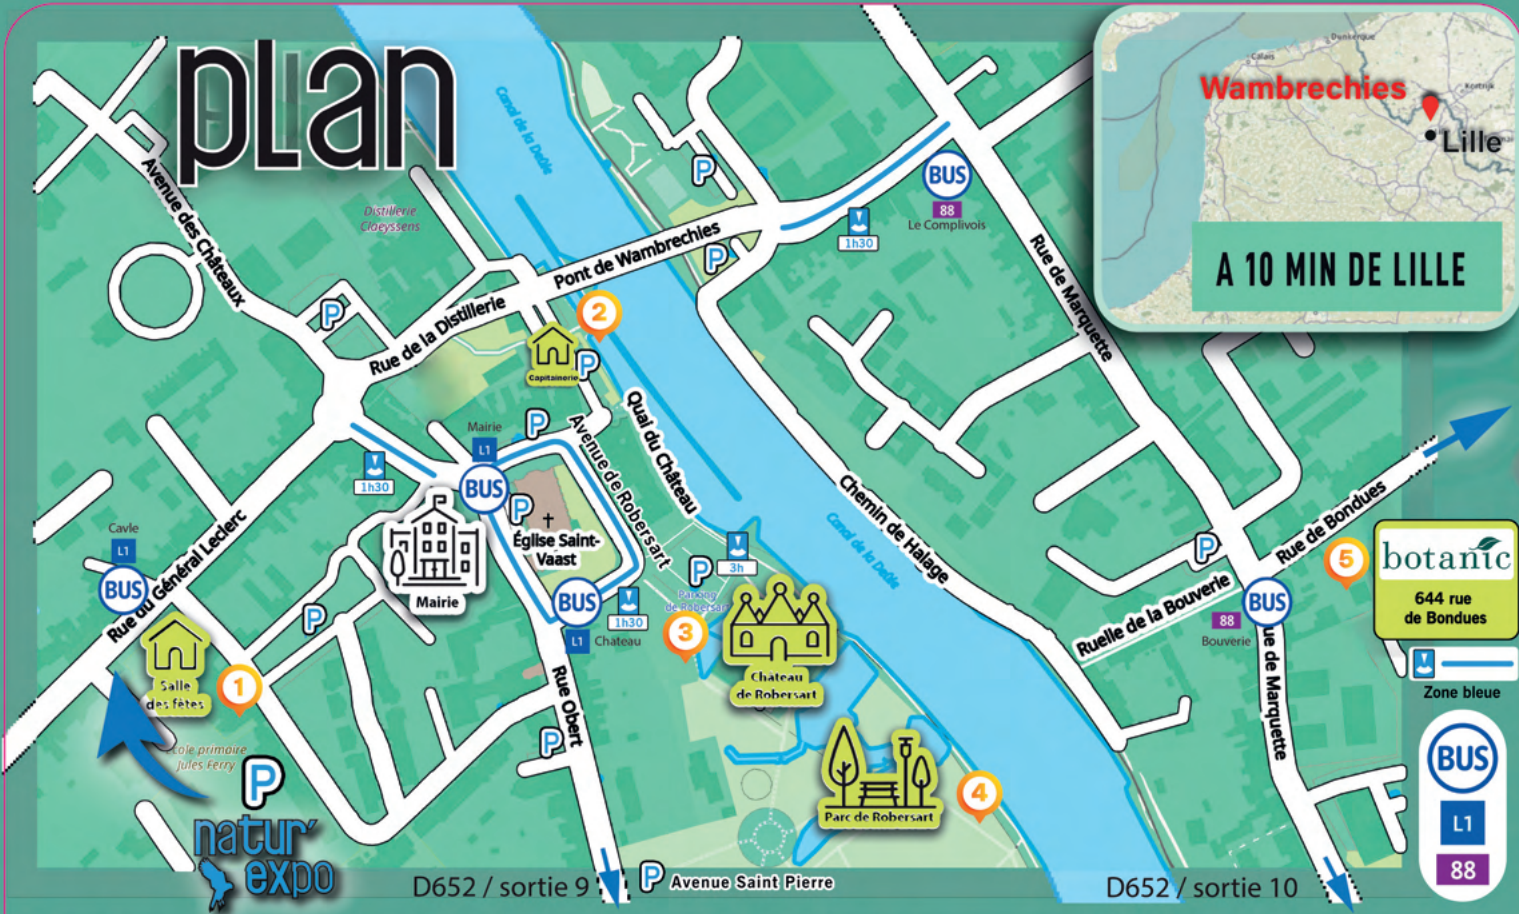 plan
Calais
Dunkerque
Kortrijk
Wambrechies
Lille
A 10 MIN DE LILLE
Canal de la Deûle
Avenue des Châteaux
Distillerie
Claeyssens
P
P
BUS
88
Le Complivois
1h30
Pont de Wambrechies
P
Rue de Marquette
Rue de la Distillerie
2
Capitainerie
P
Quai du Château
Avenue de Robersart
P
Mairie
L1
BUS
1h30
P
Église Saint-
Vaast
Mairie
Rue du Général Leclerc
Cavle
L1
BUS
Chemin de Halage
Canal de la Deûle
3h
P
Parking
de Robersart
BUS
1h30
L1
Chateau
3
Château
de Robersart
Rue de Bondues
P
5
botanic
644 rue
de Bondues
Ruelle de la Bouverie
BUS
88
Bouverie
Rue de Marquette
Zone bleue
P
Salle
des fêtes
1
école primaire
Jules Ferry
P
natur'
expo
Rue Obert
P
Parc de Robersart
4
BUS
L1
88
D652 / sortie 9
P
Avenue Saint Pierre
D652 / sortie 10